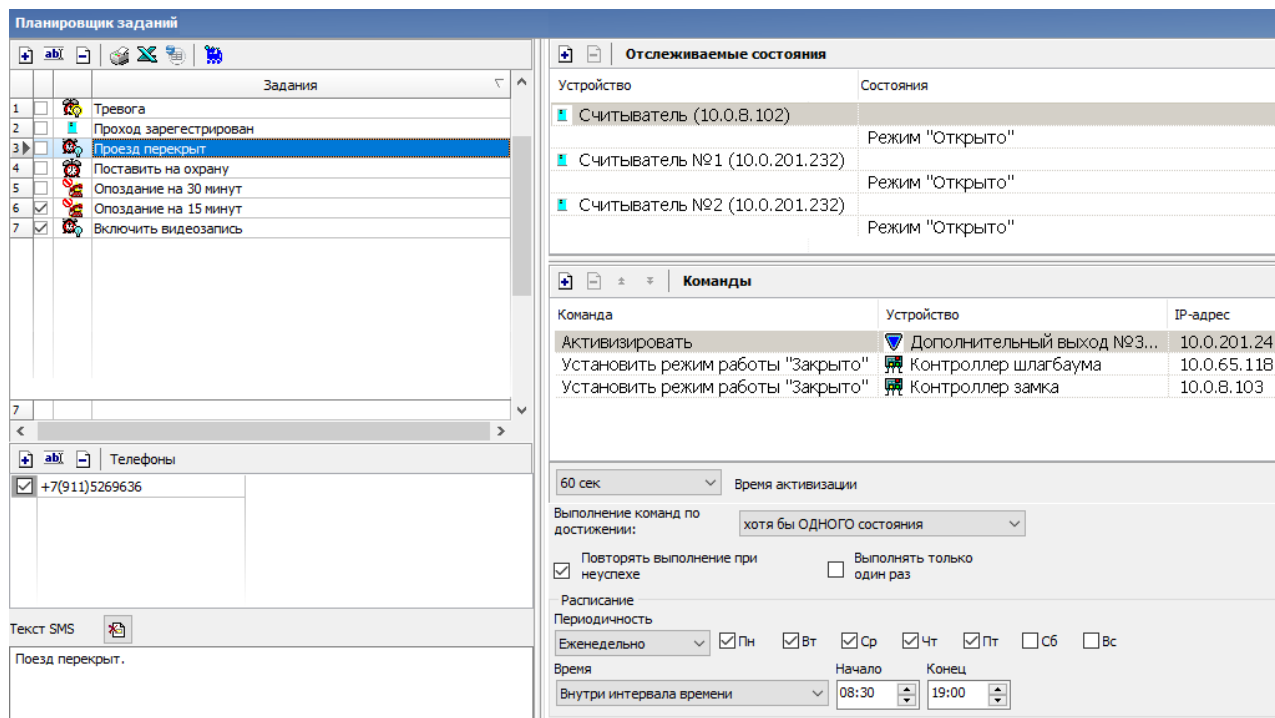 Планировщик заданий
Задания
1 Тревога
2 Проход зарегестрирован
3 Проезд перекрыт
4 Поставить на охрану
5 Опоздание на 30 минут
6 Опоздание на 15 минут
7 Включить видеозапись
7
abI Телефоны
+7(911)5269636
Текст SMS
Поезд перекрыт.
Отслеживаемые состояния
Устройство Состояния
Считыватель (10.0.8.102)
Режим "Открыто"
Считыватель №1 (10.0.201.232)
Режим "Открыто"
Считыватель №2 (10.0.201.232)
Режим "Открыто"
Команды
Команда Устройство IP-адрес
Активизировать Дополнительный выход №3... 10.0.201.24
Установить режим работы "Закрыто" Контроллер шлагбаума 10.0.65.118
Установить режим работы "Закрыто" Контроллер замка 10.0.8.103
60 сек Время активизации
Выполнение команд по
достижении:
хотя бы ОДНОГО состояния
Повторять выполнение при
неуспехе
Выполнять только
один раз
Расписание
Периодичность
Еженедельно Пн Вт Ср Чт Пт Сб Вс
Время Начало Конец
Внутри интервала времени 08:30 19:00